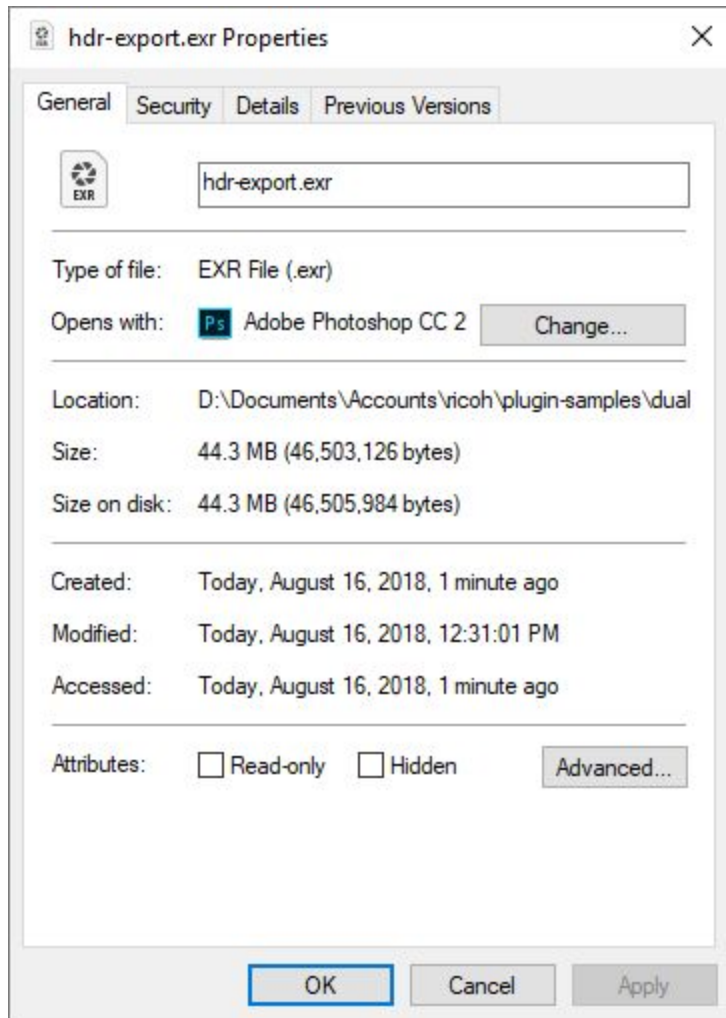 hdr-export.exr Properties
General Security Details Previous Versions
EXR
hdr-export.exr
Type of file: EXR File (.exr)
Opens with: Ps Adobe Photoshop CC 2 Change...
Location: D:\Documents\Accounts\ricoh\plugin-samples\dual
Size: 44.3 MB (46,503,126 bytes)
Size on disk: 44.3 MB (46,505,984 bytes)
Created: Today, August 16, 2018, 1 minute ago
Modified: Today, August 16, 2018, 12:31:01 PM
Accessed: Today, August 16, 2018, 1 minute ago
Attributes: Read-only Hidden Advanced...
OK Cancel Apply